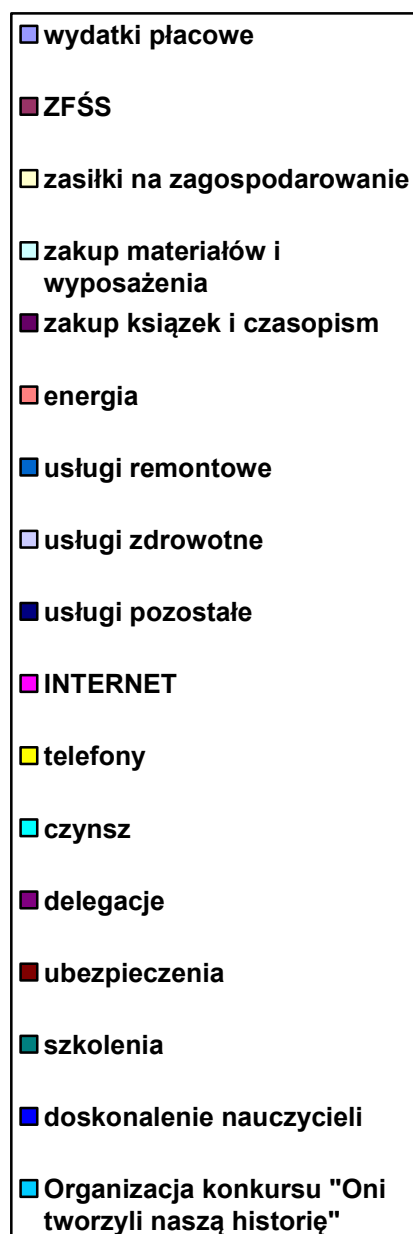 wydatki płacowe
ZFŚS
zasiłki na zagospodarowanie
zakup materiałów i
wyposażenia
zakup ksiązek i czasopism
energia
usługi remontowe
usługi zdrowotne
usługi pozostałe
INTERNET
telefony
czynsz
delegacje
ubezpieczenia
szkolenia
doskonalenie nauczycieli
Organizacja konkursu "Oni
tworzyli naszą historię"